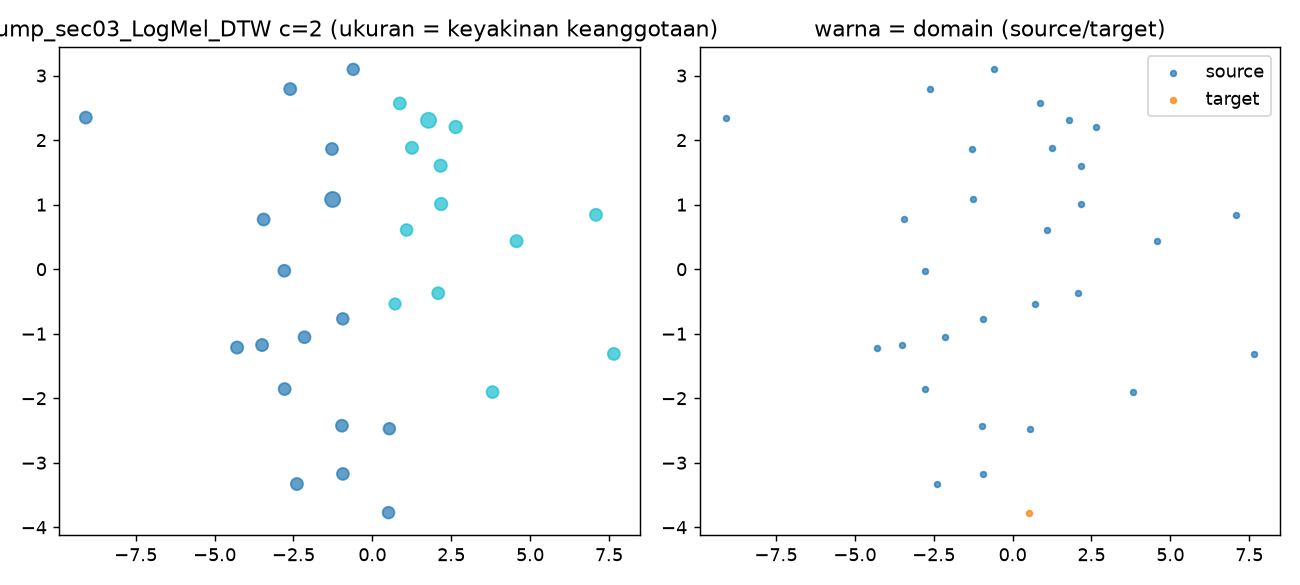 ump_sec03_LogMel_DTW c=2 (ukuran = keyakinan keanggotaan)
warna = domain (source/target)
3
2
1
0
−1
−2
−3
−4
−7.5 −5.0 −2.5 0.0 2.5 5.0 7.5
source
target
3
2
1
0
−1
−2
−3
−4
−7.5 −5.0 −2.5 0.0 2.5 5.0 7.5